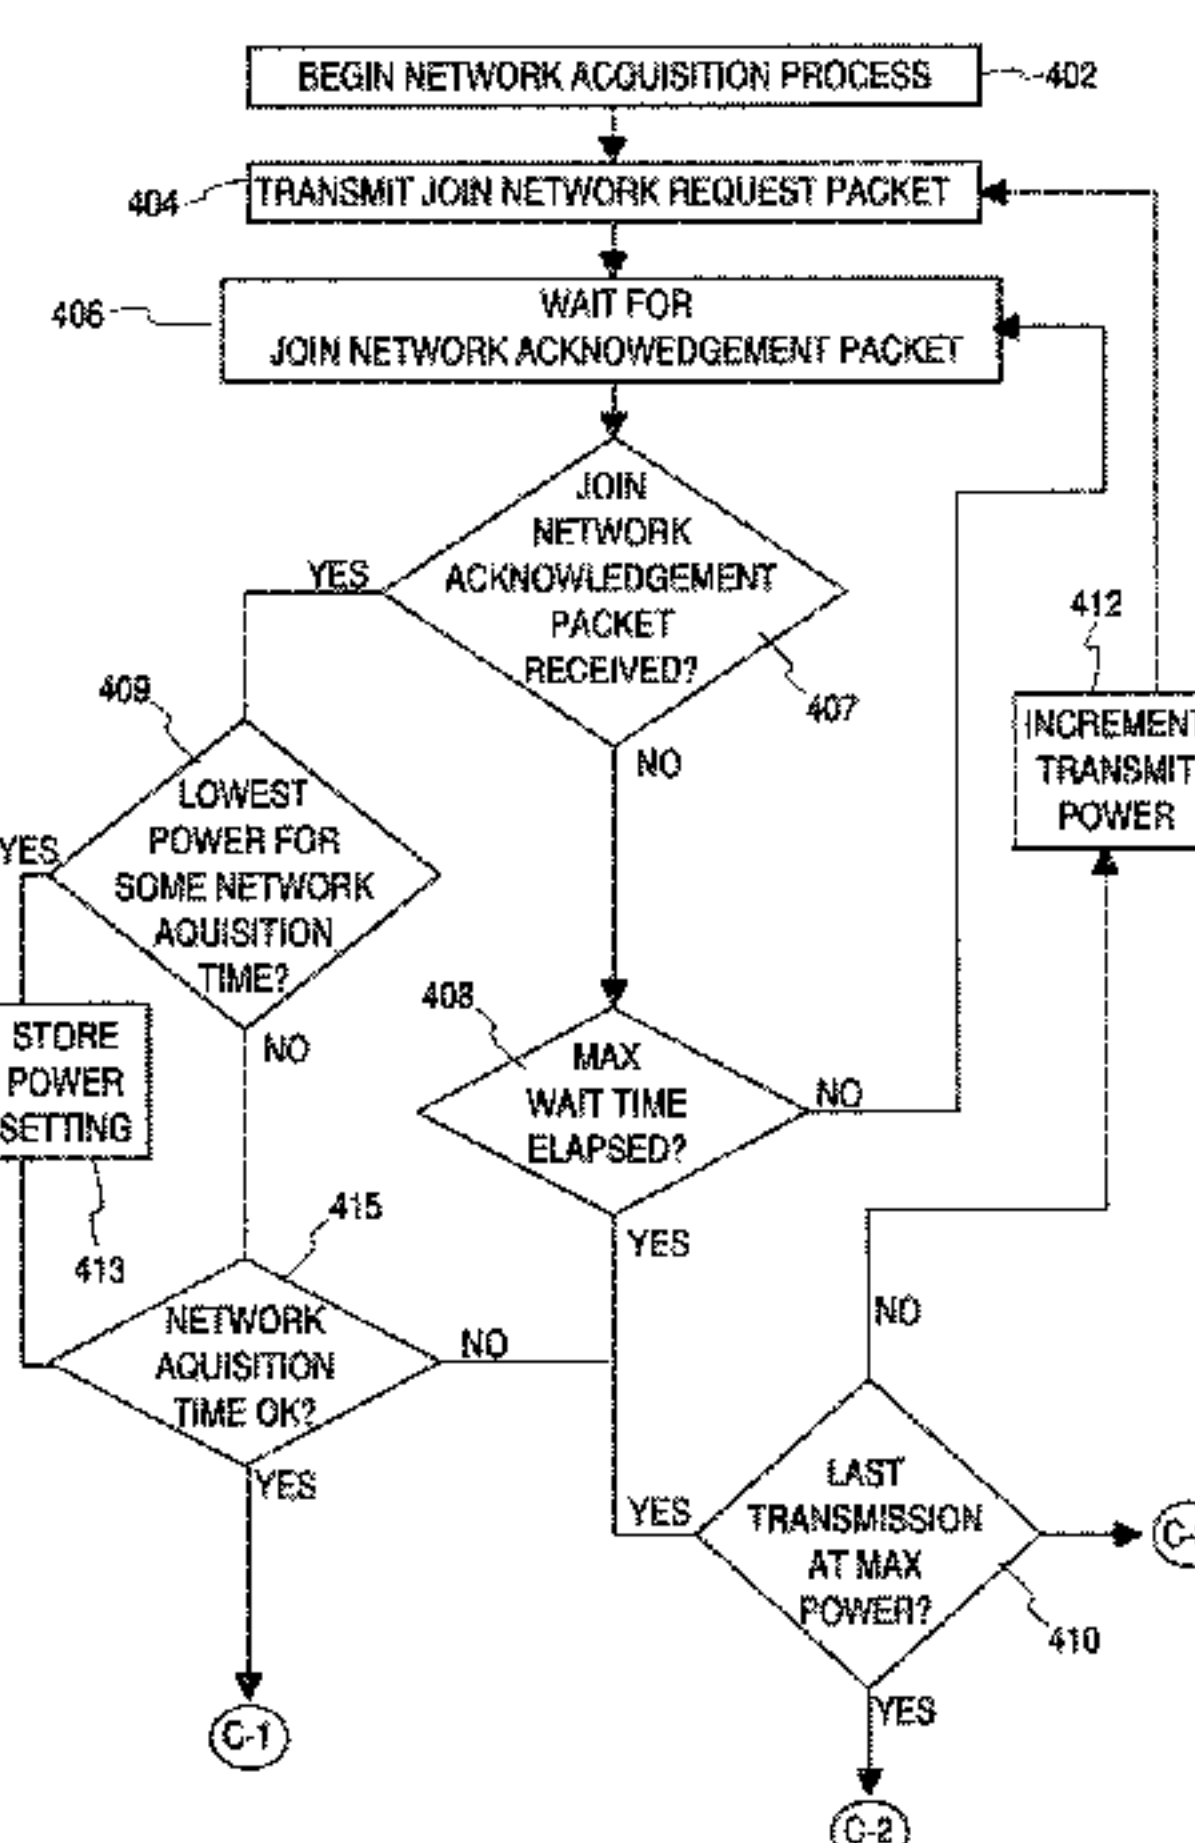 BEGIN NETWORK ACQUISITION PROCESS
402
404
TRANSMIT JOIN NETWORK REQUEST PACKET
406
WAIT FOR
JOIN NETWORK ACKNOWEDGEMENT PACKET
JOIN
NETWORK
ACKNOWLEDGEMENT
PACKET
RECEIVED?
YES
407
NO
412
INCREMENT
TRANSMIT
POWER
409
LOWEST
POWER FOR
SOME NETWORK
AQUISITION
TIME?
YES
NO
STORE
POWER
SETTING
413
408
MAX
WAIT TIME
ELAPSED?
NO
YES
415
NETWORK
AQUISITION
TIME OK?
NO
YES
NO
YES
LAST
TRANSMISSION
AT MAX
POWER?
410
YES
C-1
C-2